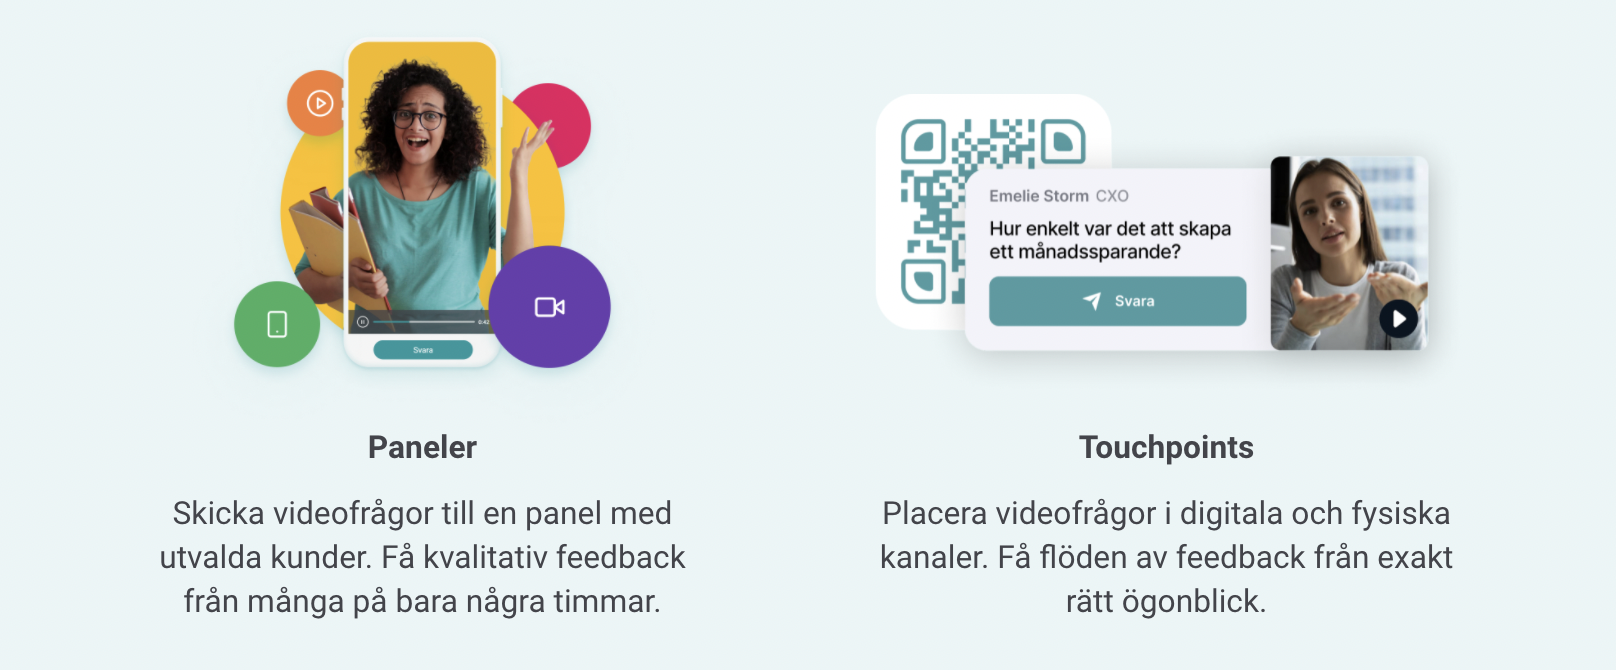 0:42
Svara
Emelie Storm CXO
Hur enkelt var det att skapa
ett månadssparande?
Svara
Paneler
Skicka videofrågor till en panel med
utvalda kunder. Få kvalitativ feedback
från många på bara några timmar.
Touchpoints
Placera videofrågor i digitala och fysiska
kanaler. Få flöden av feedback från exakt
rätt ögonblick.